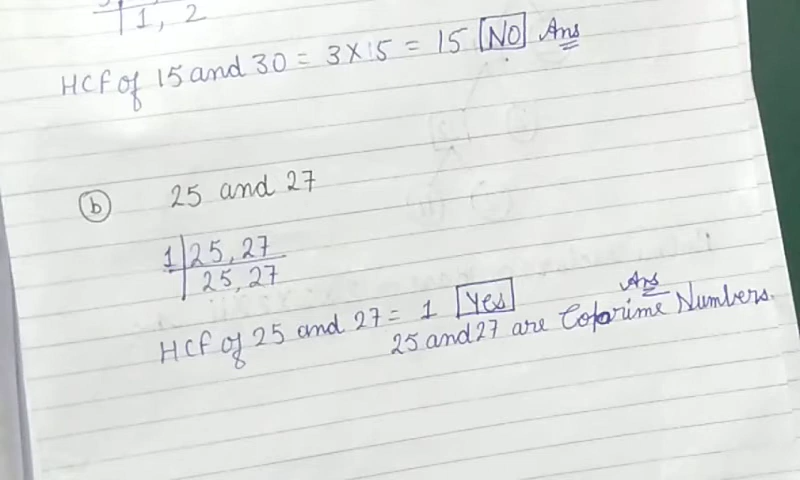 1, 2
HCF of 15 and 30 = 3×5 = 15 NO Ans
b 25 and 27
1 25, 27
25, 27
HCF of 25 and 27 = 1 Yes Ans
25 and 27 are Coprime Numbers.